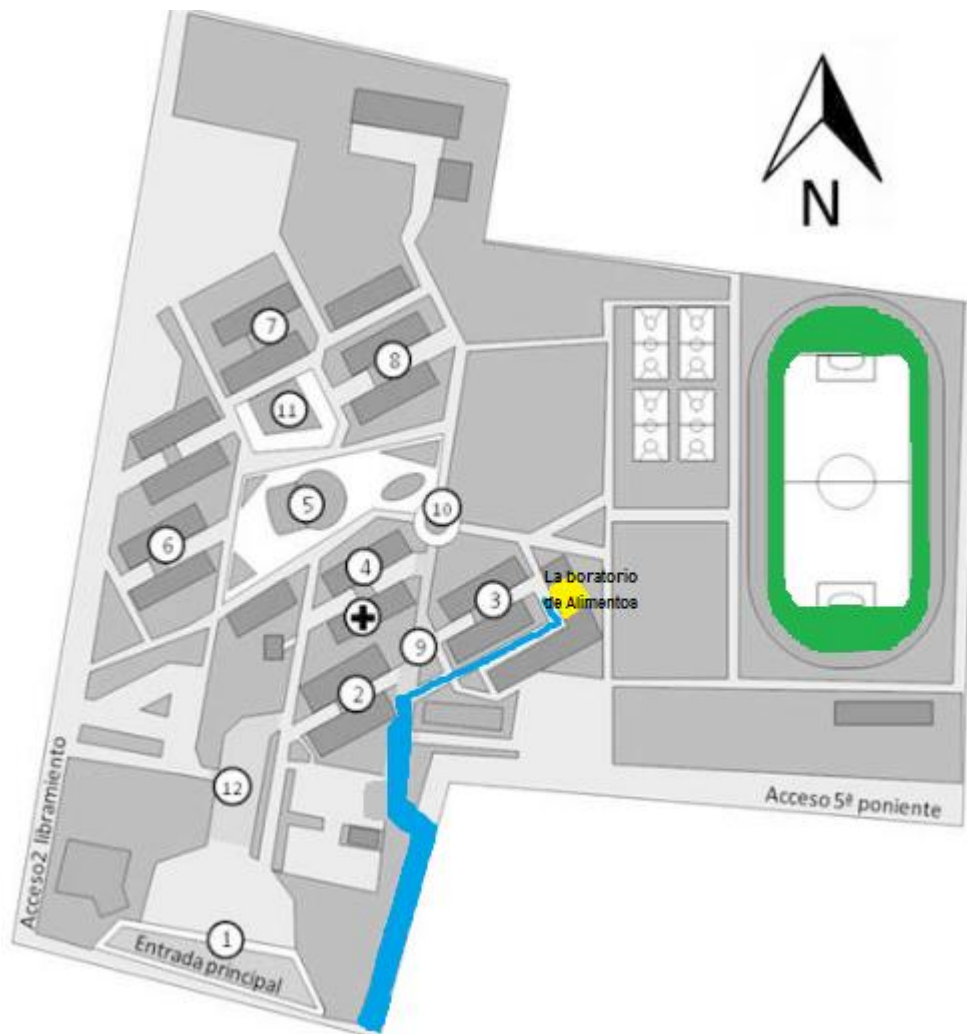 N
7
8
11
5
10
6
4
La boratorio
de Alimentos
3
9
2
12
Acceso 5ª poniente
Acceso2 libramiento
1
Entrada principal